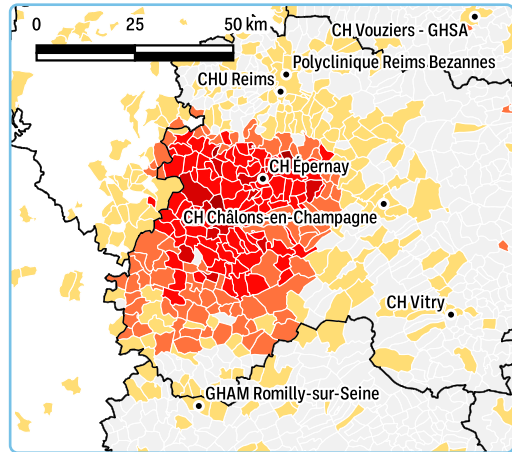 0 25 50 km
CH Vouziers - GHSA
Polyclinique Reims Bezannes
CHU Reims
CH Épernay
CH Châlons-en-Champagne
CH Vitry
GHAM Romilly-sur-Seine